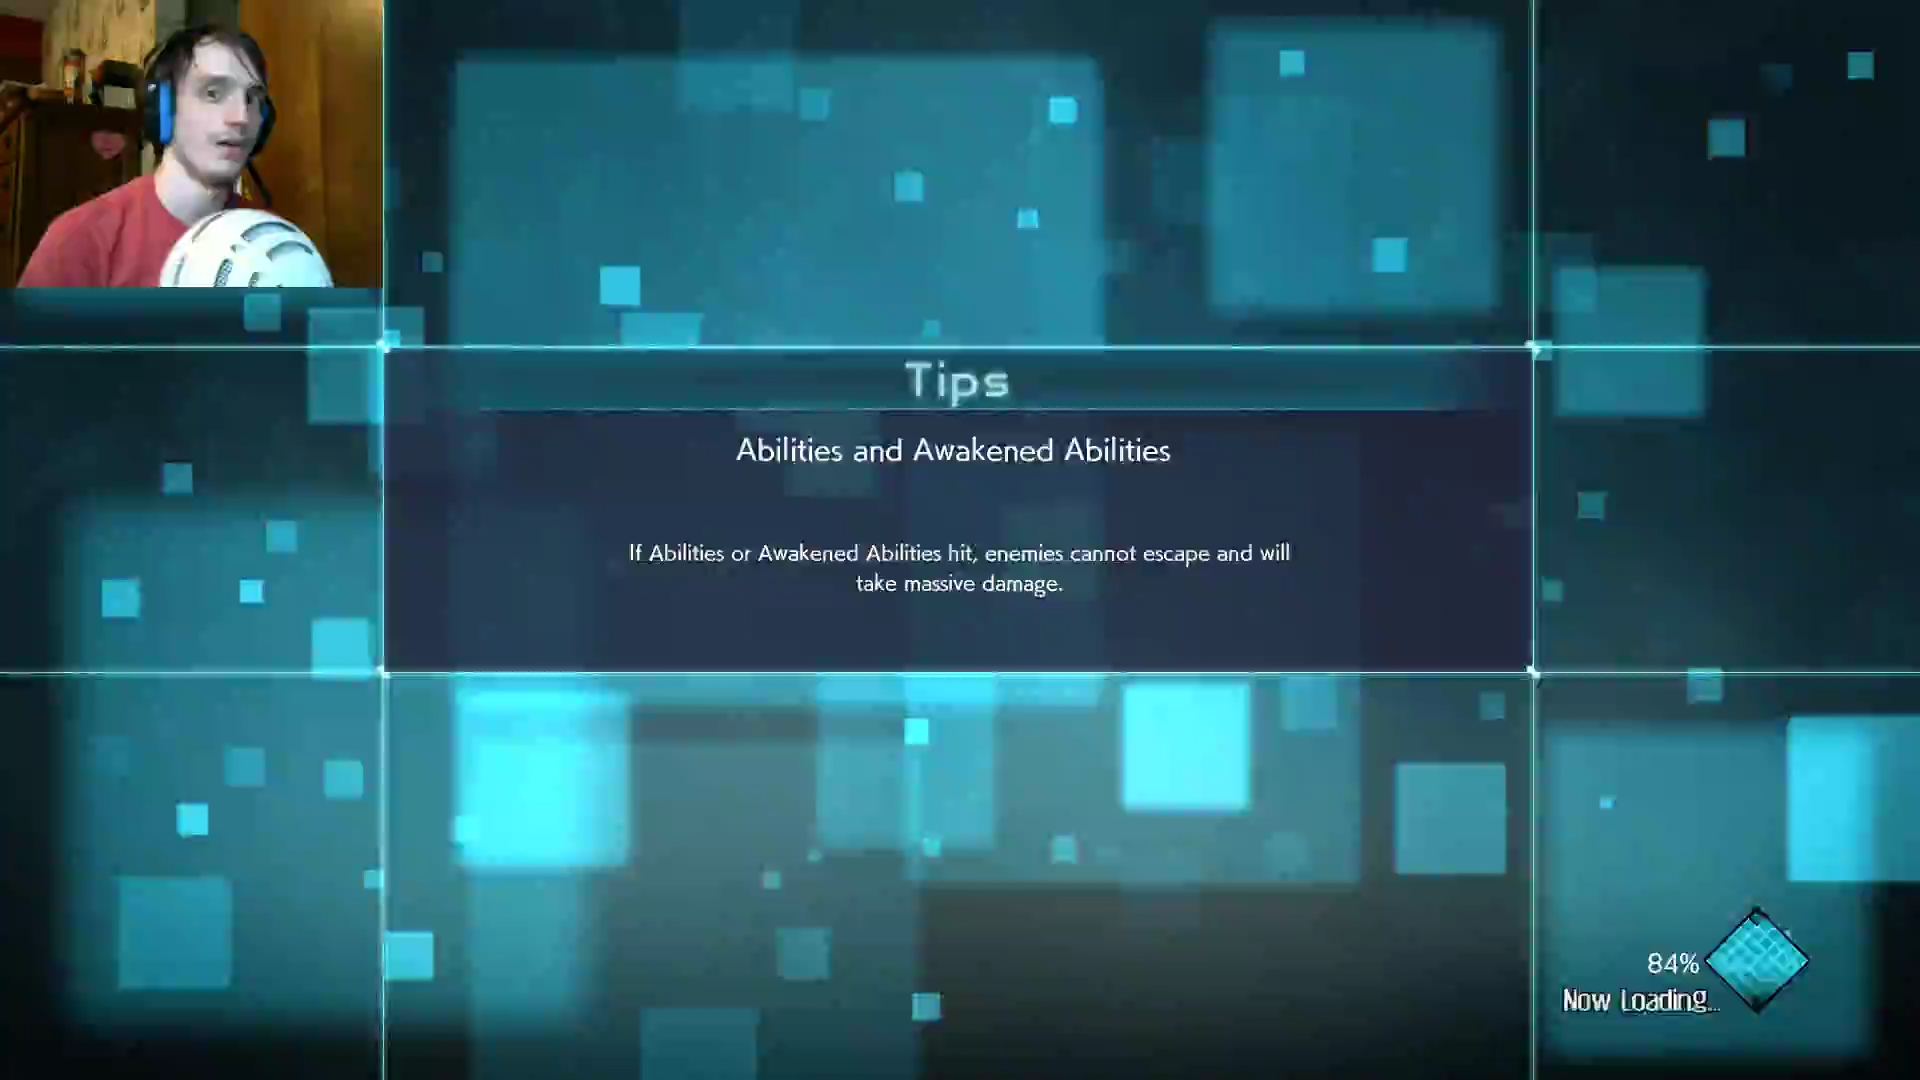 Tips
Abilities and Awakened Abilities
If Abilities or Awakened Abilities hit, enemies cannot escape and will
take massive damage.
84%
Now Loading...